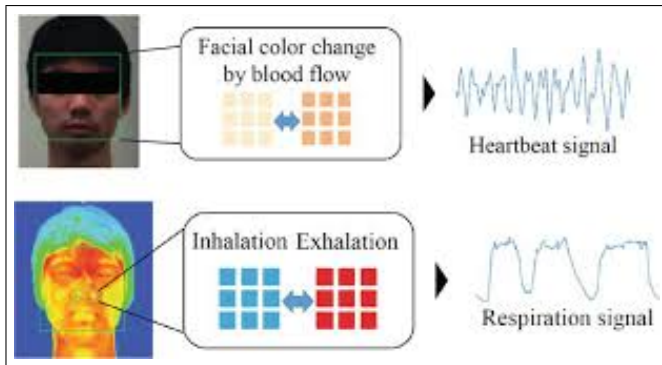 Facial color change
by blood flow
Heartbeat signal
Inhalation Exhalation
Respiration signal